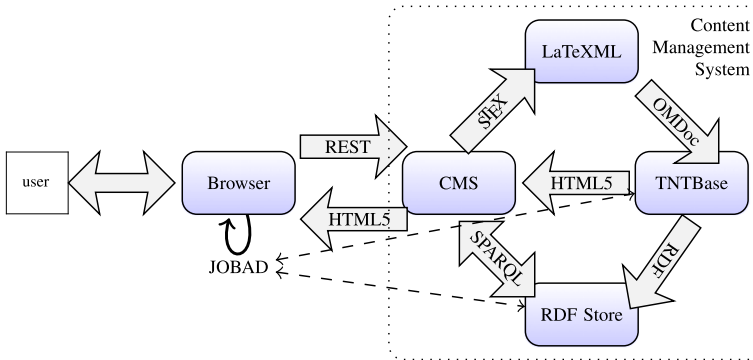 Content
Management
System
LaTeXML
STEX
OMDoc
REST
user
Browser
CMS
HTML5
TNTBase
HTML5
SPARQL
RDF
JOBAD
RDF Store